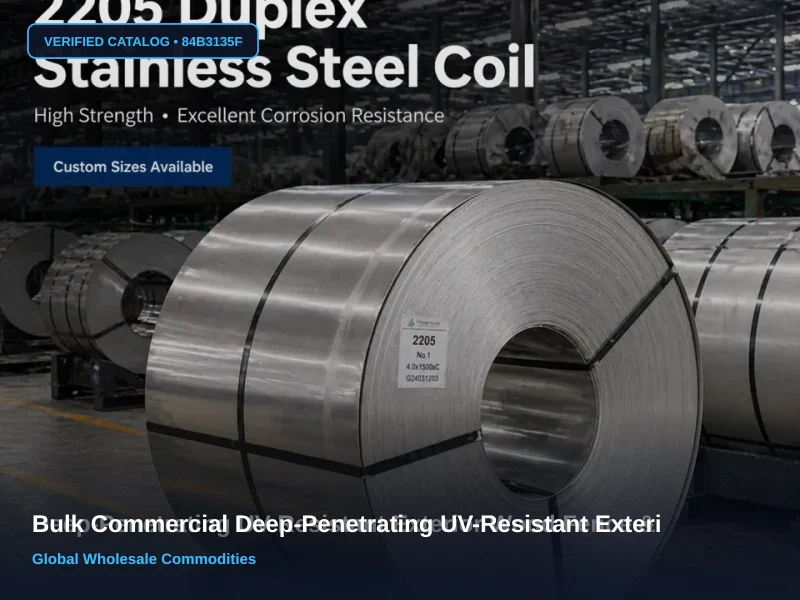 2205 Duplex
VERIFIED CATALOG • 84B3135F
Stainless Steel Coil
High Strength • Excellent Corrosion Resistance
Custom Sizes Available
2205
No.1
4.0x1500xC
G24031203
Bulk Commercial Deep-Penetrating UV-Resistant Exteri
Global Wholesale Commodities